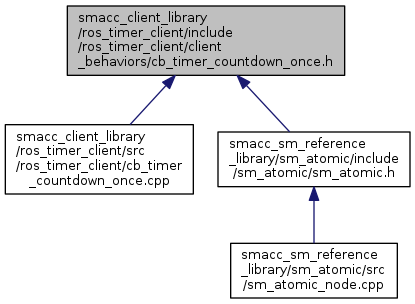 smacc_client_library
/ros_timer_client/include
/ros_timer_client/client
_behaviors/cb_timer_countdown_once.h
smacc_client_library
/ros_timer_client/src
/ros_timer_client/cb_timer
_countdown_once.cpp
smacc_sm_reference
_library/sm_atomic/include
/sm_atomic/sm_atomic.h
smacc_sm_reference
_library/sm_atomic/src
/sm_atomic_node.cpp